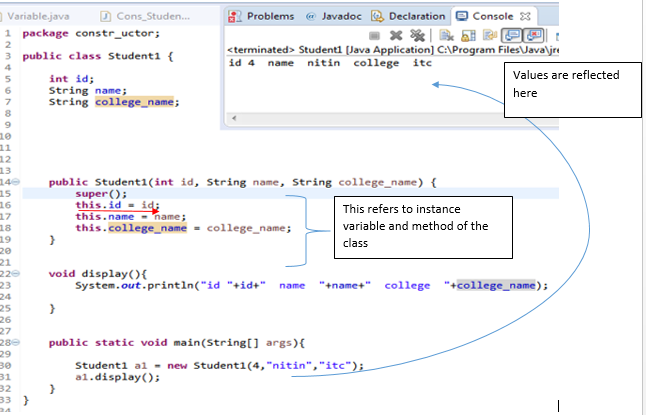 Variable.java
Cons_Studen...
1 package constr_uctor;
2
3 public class Student1 {
4
5 int id;
6 String name;
7 String college_name;
8
9
10
11
12
13
14 public Student1(int id, String name, String college_name) {
15 super();
16 this.id = id;
17 this.name = name;
18 this.college_name = college_name;
19 }
20
21
22 void display(){
23 System.out.println("id "+id+" name "+name+" college "+college_name);
24
25 }
26
27
28 public static void main(String[] args){
29
30 Student1 a1 = new Student1(4,"nitin","itc");
31 a1.display();
32 }
33 }
Problems @ Javadoc Declaration Console
<terminated> Student1 [Java Application] C:\Program Files\Java\jre
id 4 name nitin college itc
Values are reflected
here
This refers to instance
variable and method of the
class